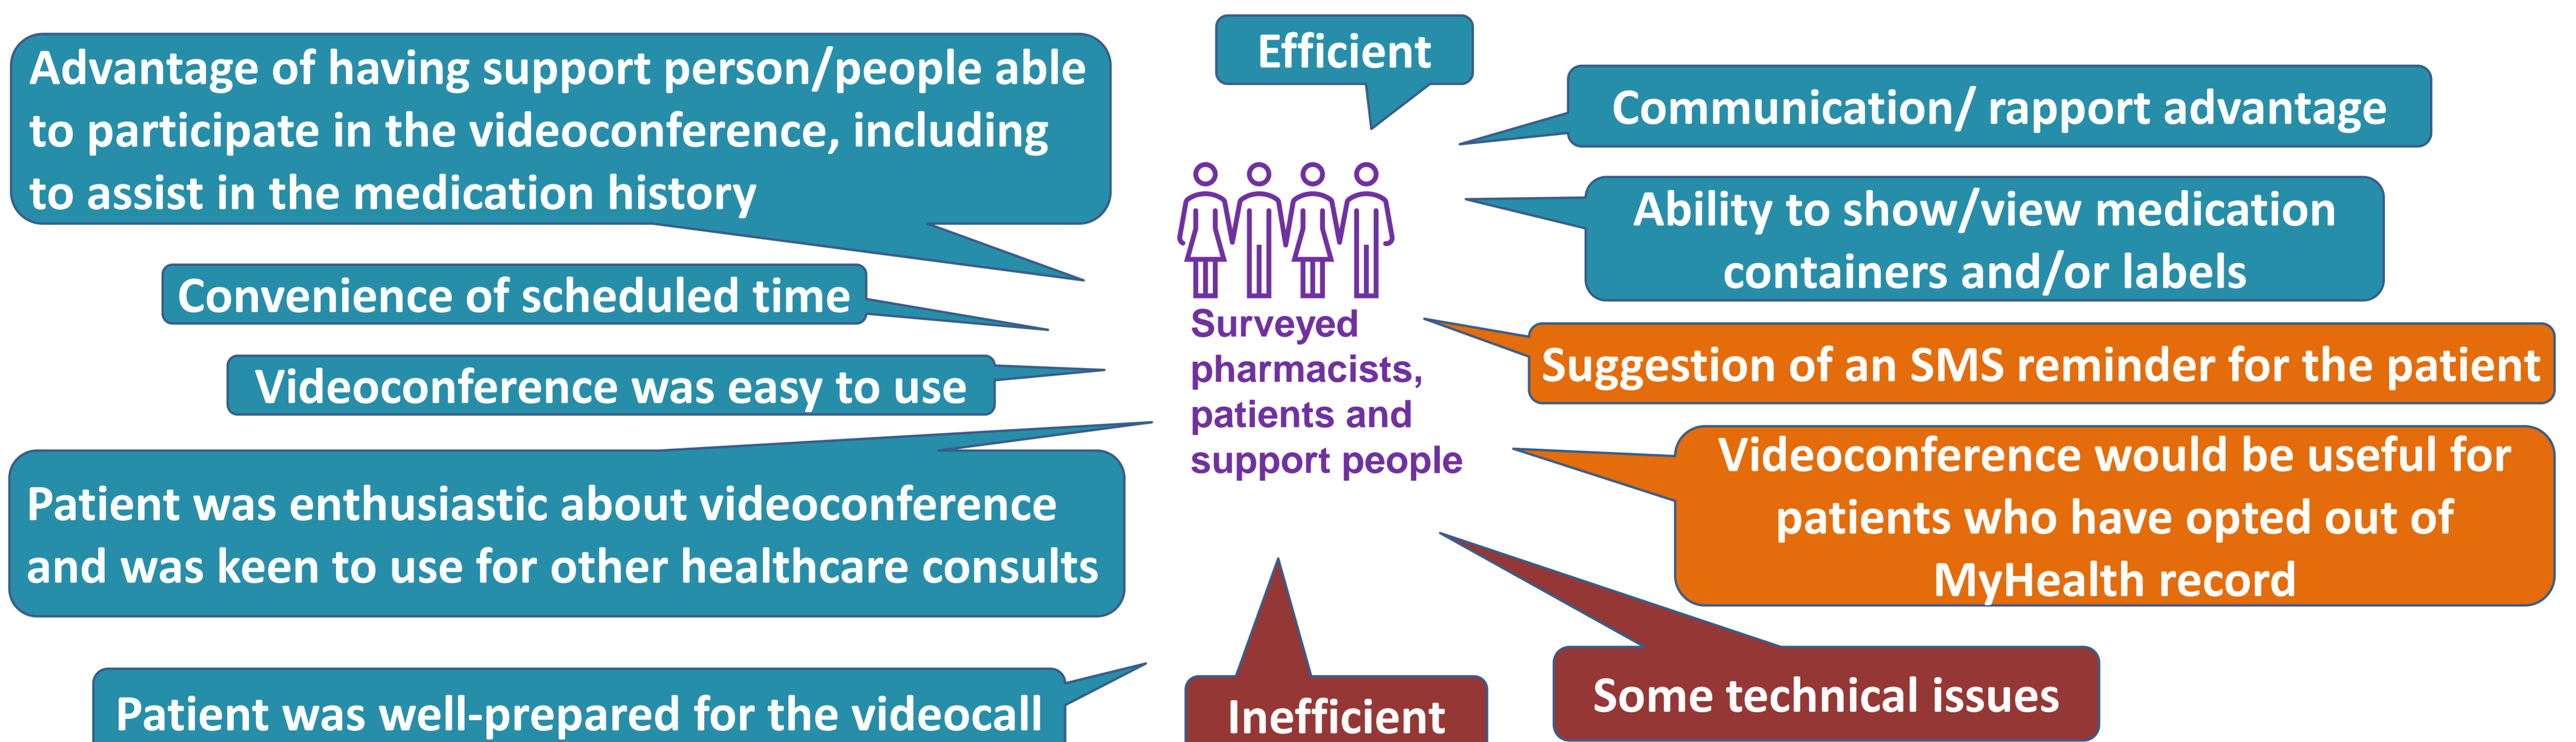 Efficient
Advantage of having support person/people able
to participate in the videoconference, including
to assist in the medication history
Communication/ rapport advantage
Ability to show/view medication
containers and/or labels
Convenience of scheduled time
Surveyed
pharmacists,
patients and
support people
Suggestion of an SMS reminder for the patient
Videoconference was easy to use
Videoconference would be useful for
patients who have opted out of
MyHealth record
Patient was enthusiastic about videoconference
and was keen to use for other healthcare consults
Some technical issues
Patient was well-prepared for the videocall
Inefficient